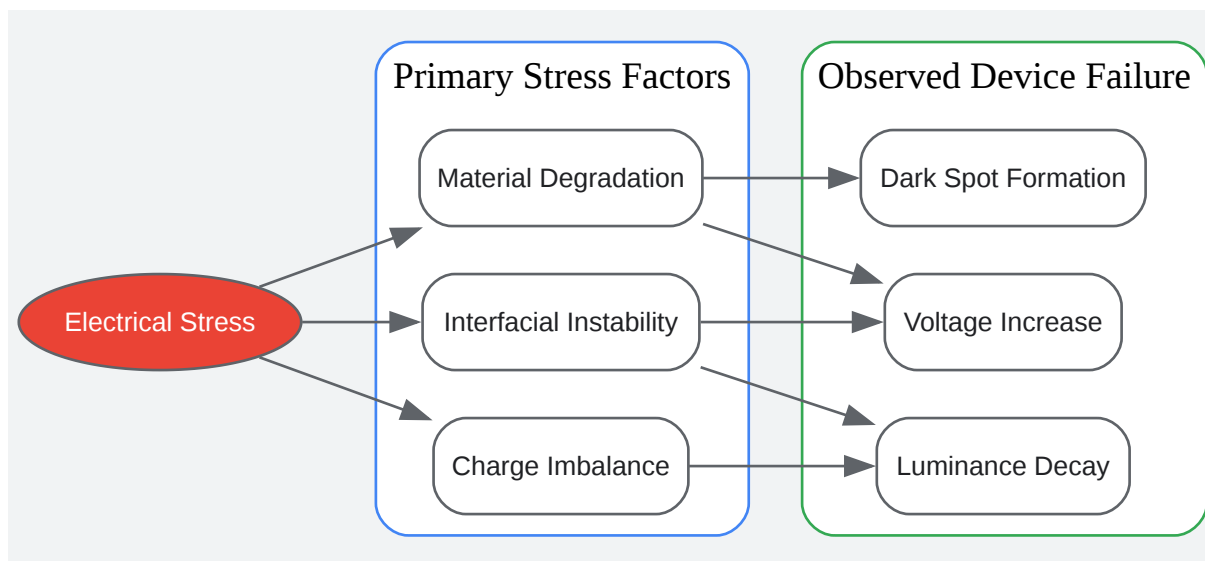 Primary Stress Factors
Observed Device Failure
Material Degradation
Dark Spot Formation
Electrical Stress
Interfacial Instability
Voltage Increase
Charge Imbalance
Luminance Decay